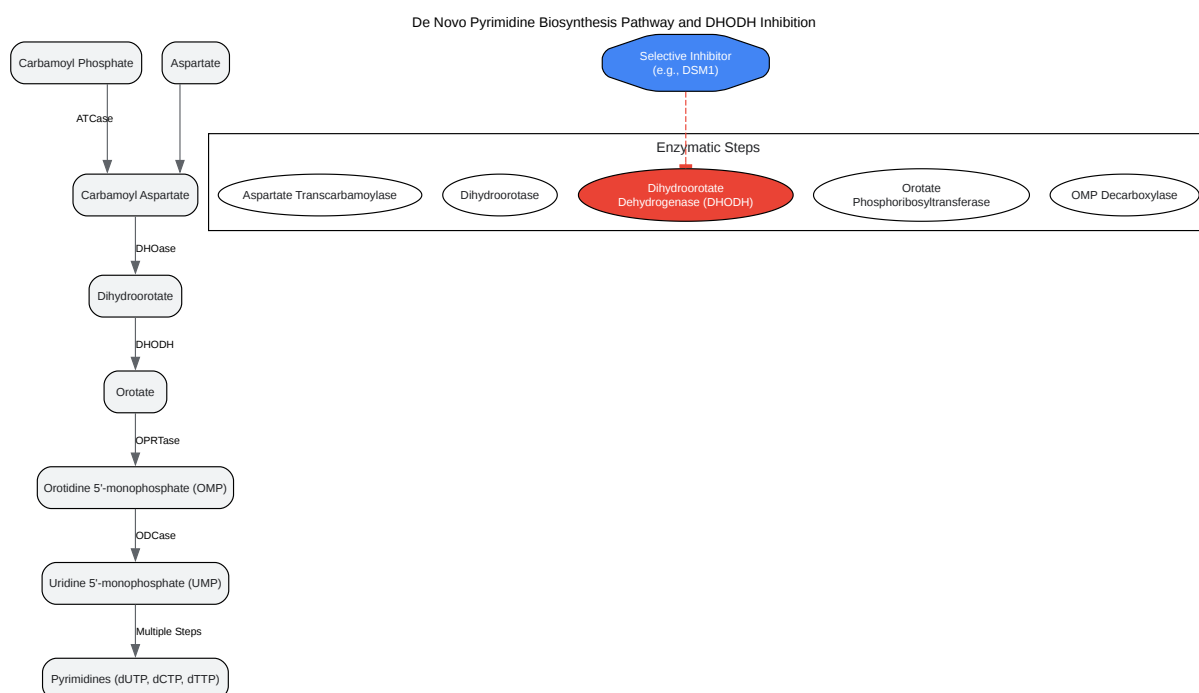 De Novo Pyrimidine Biosynthesis Pathway and DHODH Inhibition
Carbamoyl Phosphate
Aspartate
Selective Inhibitor
(e.g., DSM1)
ATCase
Enzymatic Steps
Carbamoyl Aspartate
Aspartate Transcarbamoylase
Dihydroorotase
Dihydroorotate
Dehydrogenase (DHODH)
Orotate
Phosphoribosyltransferase
OMP Decarboxylase
DHOase
Dihydroorotate
DHODH
Orotate
OPRTase
Orotidine 5'-monophosphate (OMP)
ODCase
Uridine 5'-monophosphate (UMP)
Multiple Steps
Pyrimidines (dUTP, dCTP, dTTP)